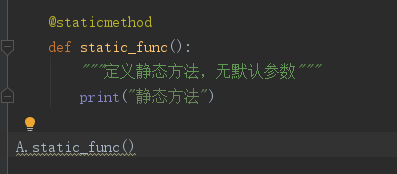 @staticmethod
def static_func():
"""定义静态方法，无默认参数"""
print("静态方法")
A.static_func()